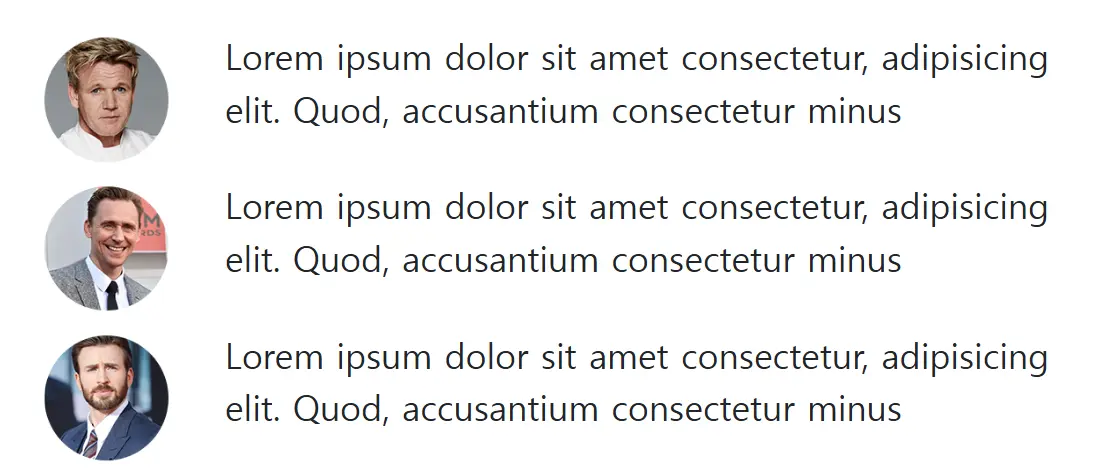 Lorem ipsum dolor sit amet consectetur, adipisicing
elit. Quod, accusantium consectetur minus
Lorem ipsum dolor sit amet consectetur, adipisicing
elit. Quod, accusantium consectetur minus
Lorem ipsum dolor sit amet consectetur, adipisicing
elit. Quod, accusantium consectetur minus